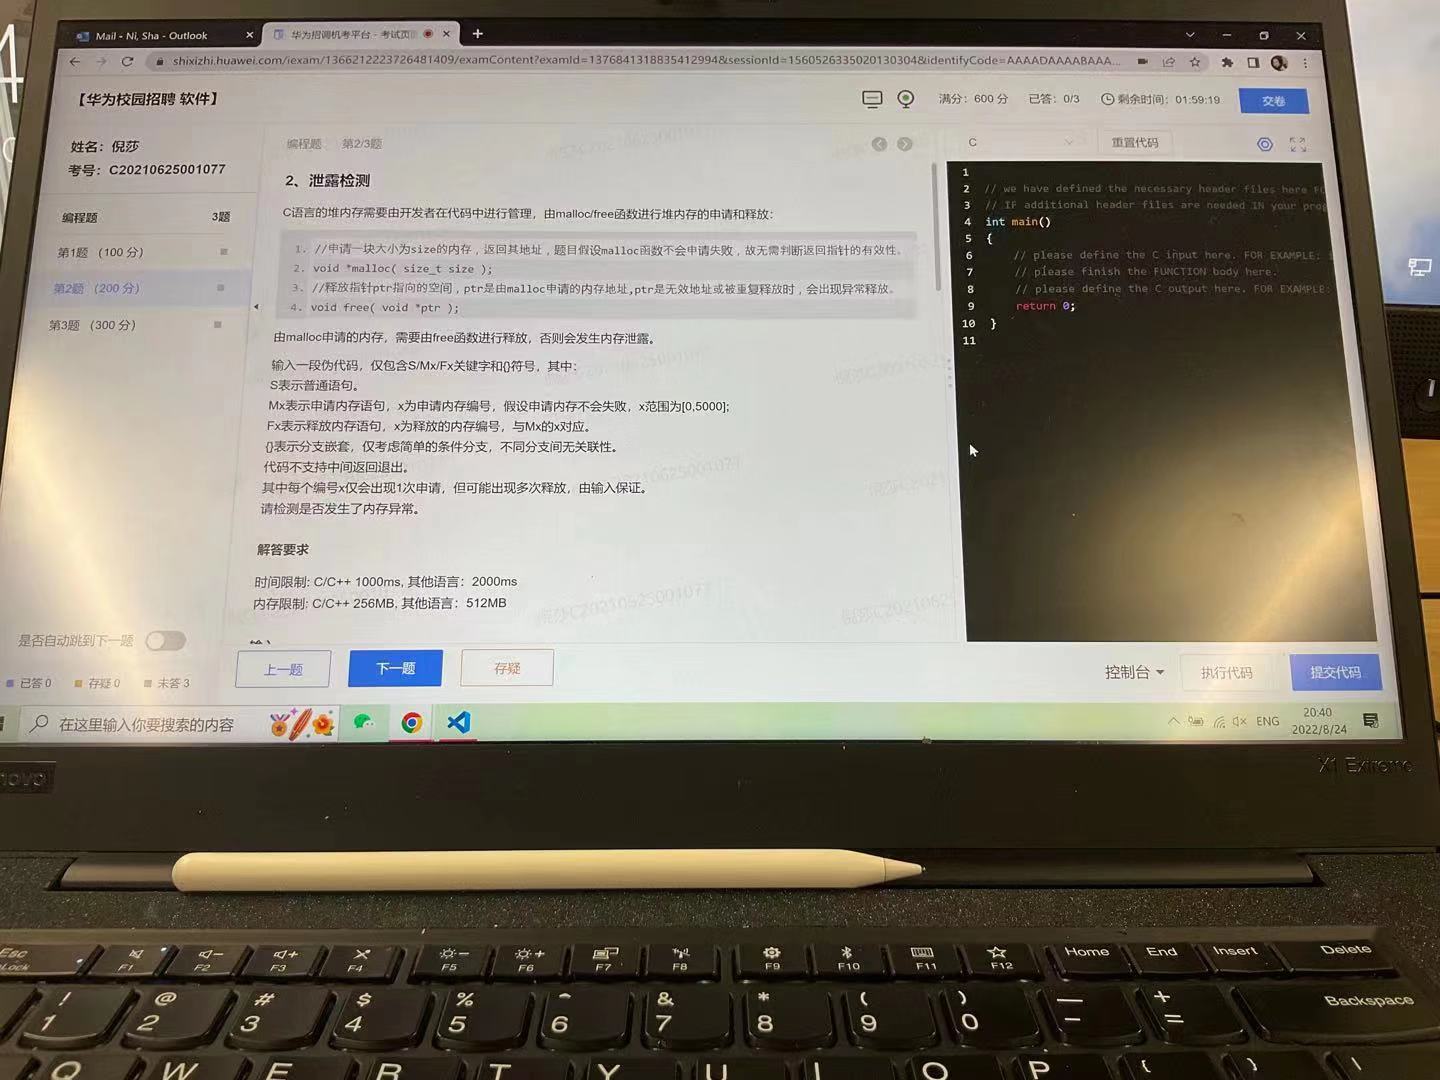 Mail - Ni, Sha - Outlook
华为招调机考平台 - 考试页
shixizhi.huawei.com/iexam/1366212223726481409/examContent?examId=1376841318835412994&sessionId=1560526335020130304&identifyCode=AAAADAAAABAAA...
【华为校园招聘 软件】
满分：600 分 已答：0/3 剩余时间：01:59:19 交卷
姓名：倪莎
考号：C20210625001077
编程题 3题
第1题 （100 分）
第2题 （200 分）
第3题 （300 分）
编程题 第2/3题
2、泄露检测
C语言的堆内存需要由开发者在代码中进行管理，由malloc/free函数进行堆内存的申请和释放：
1. //申请一块大小为size的内存，返回其地址，题目假设malloc函数不会申请失败，故无需判断返回指针的有效性。
2. void *malloc( size_t size );
3. //释放指针ptr指向的空间，ptr是由malloc申请的内存地址,ptr是无效地址或被重复释放时，会出现异常释放。
4. void free( void *ptr );
由malloc申请的内存，需要由free函数进行释放，否则会发生内存泄露。
输入一段伪代码，仅包含S/Mx/Fx关键字和{}符号，其中：
S表示普通语句。
Mx表示申请内存语句，x为申请内存编号，假设申请内存不会失败，x范围为[0,5000];
Fx表示释放内存语句，x为释放的内存编号，与Mx的x对应。
{}表示分支嵌套，仅考虑简单的条件分支，不同分支间无关联性。
代码不支持中间返回退出。
其中每个编号x仅会出现1次申请，但可能出现多次释放，由输入保证。
请检测是否发生了内存异常。
解答要求
时间限制: C/C++ 1000ms, 其他语言：2000ms
内存限制: C/C++ 256MB, 其他语言：512MB
C 重置代码
1
2 // we have defined the necessary header files here FO
3 // IF additional header files are needed IN your prog
4 int main()
5 {
6 // please define the C input here. FOR EXAMPLE: i
7 // please finish the FUNCTION body here.
8 // please define the C output here. FOR EXAMPLE:
9 return 0;
10 }
11
是否自动跳到下一题
已答 0 存疑 0 未答 3
上一题 下一题 存疑
控制台 执行代码 提交代码
在这里输入你要搜索的内容
ENG
20:40
2022/8/24
X1 Extreme
Esc
F1 F2 F3 F4 F5 F6 F7 F8 F9 F10 F11 F12 Home End Insert Delete
! @ # $ % ^ & * ( ) — +
1 2 3 4 5 6 7 8 9 0 - = Backspace
Q W E R T Y U I O P { } \